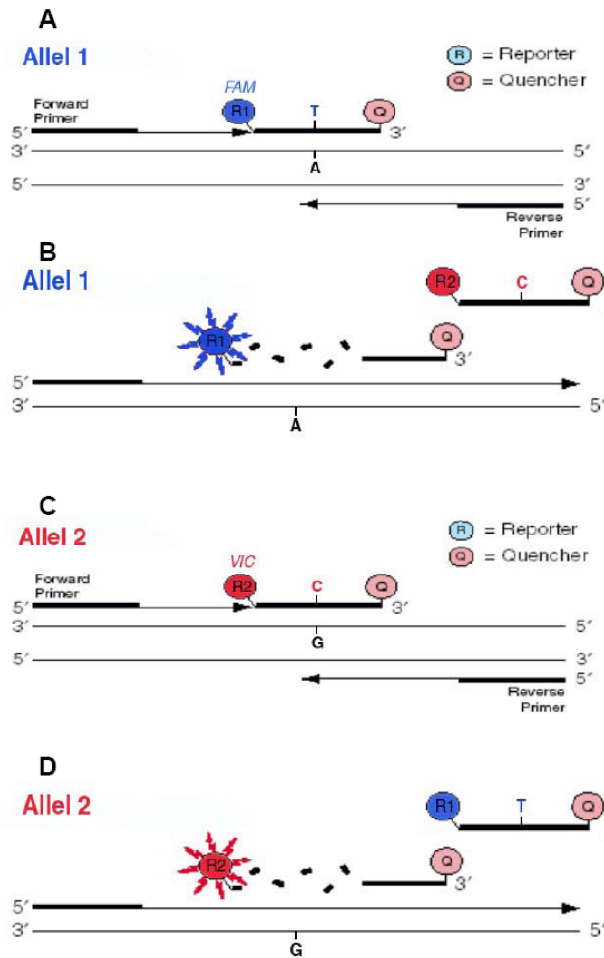 A
Allel 1
R = Reporter
Q = Quencher
FAM
Forward
Primer
R1
T
Q
5′ 3′
3′ 5′
A
5′ 3′
5′
Reverse
Primer
B
Allel 1
R2
C
Q
R1
Q
3′
5′
3′ 5′
A
C
Allel 2
R = Reporter
Q = Quencher
VIC
Forward
Primer
R2
C
Q
5′ 3′
3′ 5′
G
5′ 3′
5′
Reverse
Primer
D
Allel 2
R1
T
Q
R2
Q
3′
5′
3′ 5′
G